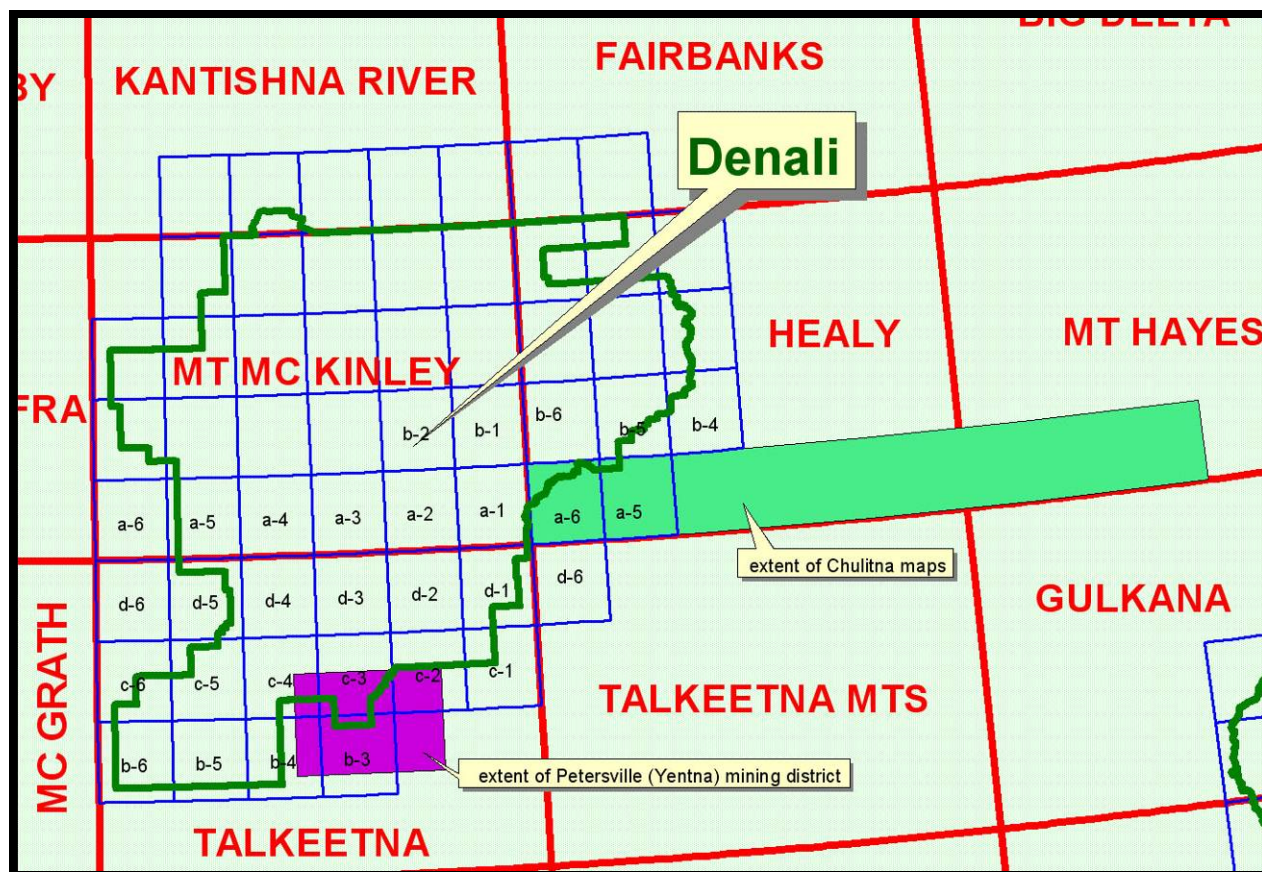 BIG DELTA
FAIRBANKS
KANTISHNA RIVER
BY
Denali
HEALY
MT HAYES
MT MC KINLEY
FRA
b-2
b-1
b-6
b-5
b-4
a-6
a-5
a-4
a-3
a-2
a-1
a-6
a-5
extent of Chulitna maps
d-6
d-5
d-4
d-3
d-2
d-1
d-6
GULKANA
MC GRATH
c-6
c-5
c-4
c-3
c-2
c-1
TALKEETNA MTS
b-6
b-5
b-4
b-3
extent of Petersville (Yentna) mining district
TALKEETNA